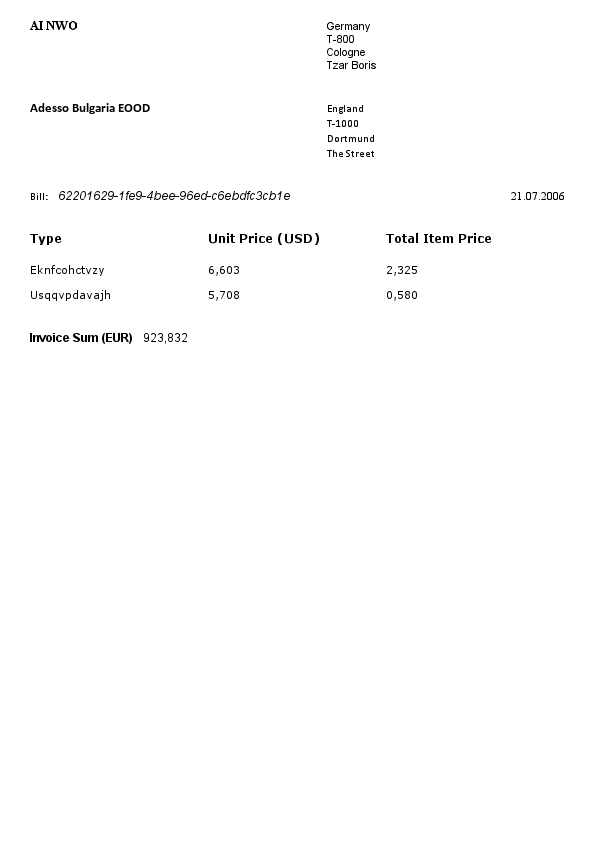 AI NWO
Germany
T-800
Cologne
Tzar Boris
Adesso Bulgaria EOOD
England
T-1000
Dortmund
The Street
Bill: 62201629-1fe9-4bee-96ed-c6ebdfc3cb1e 21.07.2006
Type Unit Price (USD) Total Item Price
Eknfcohctvzy 6,603 2,325
Usqqvpdavajh 5,708 0,580
Invoice Sum (EUR) 923,832